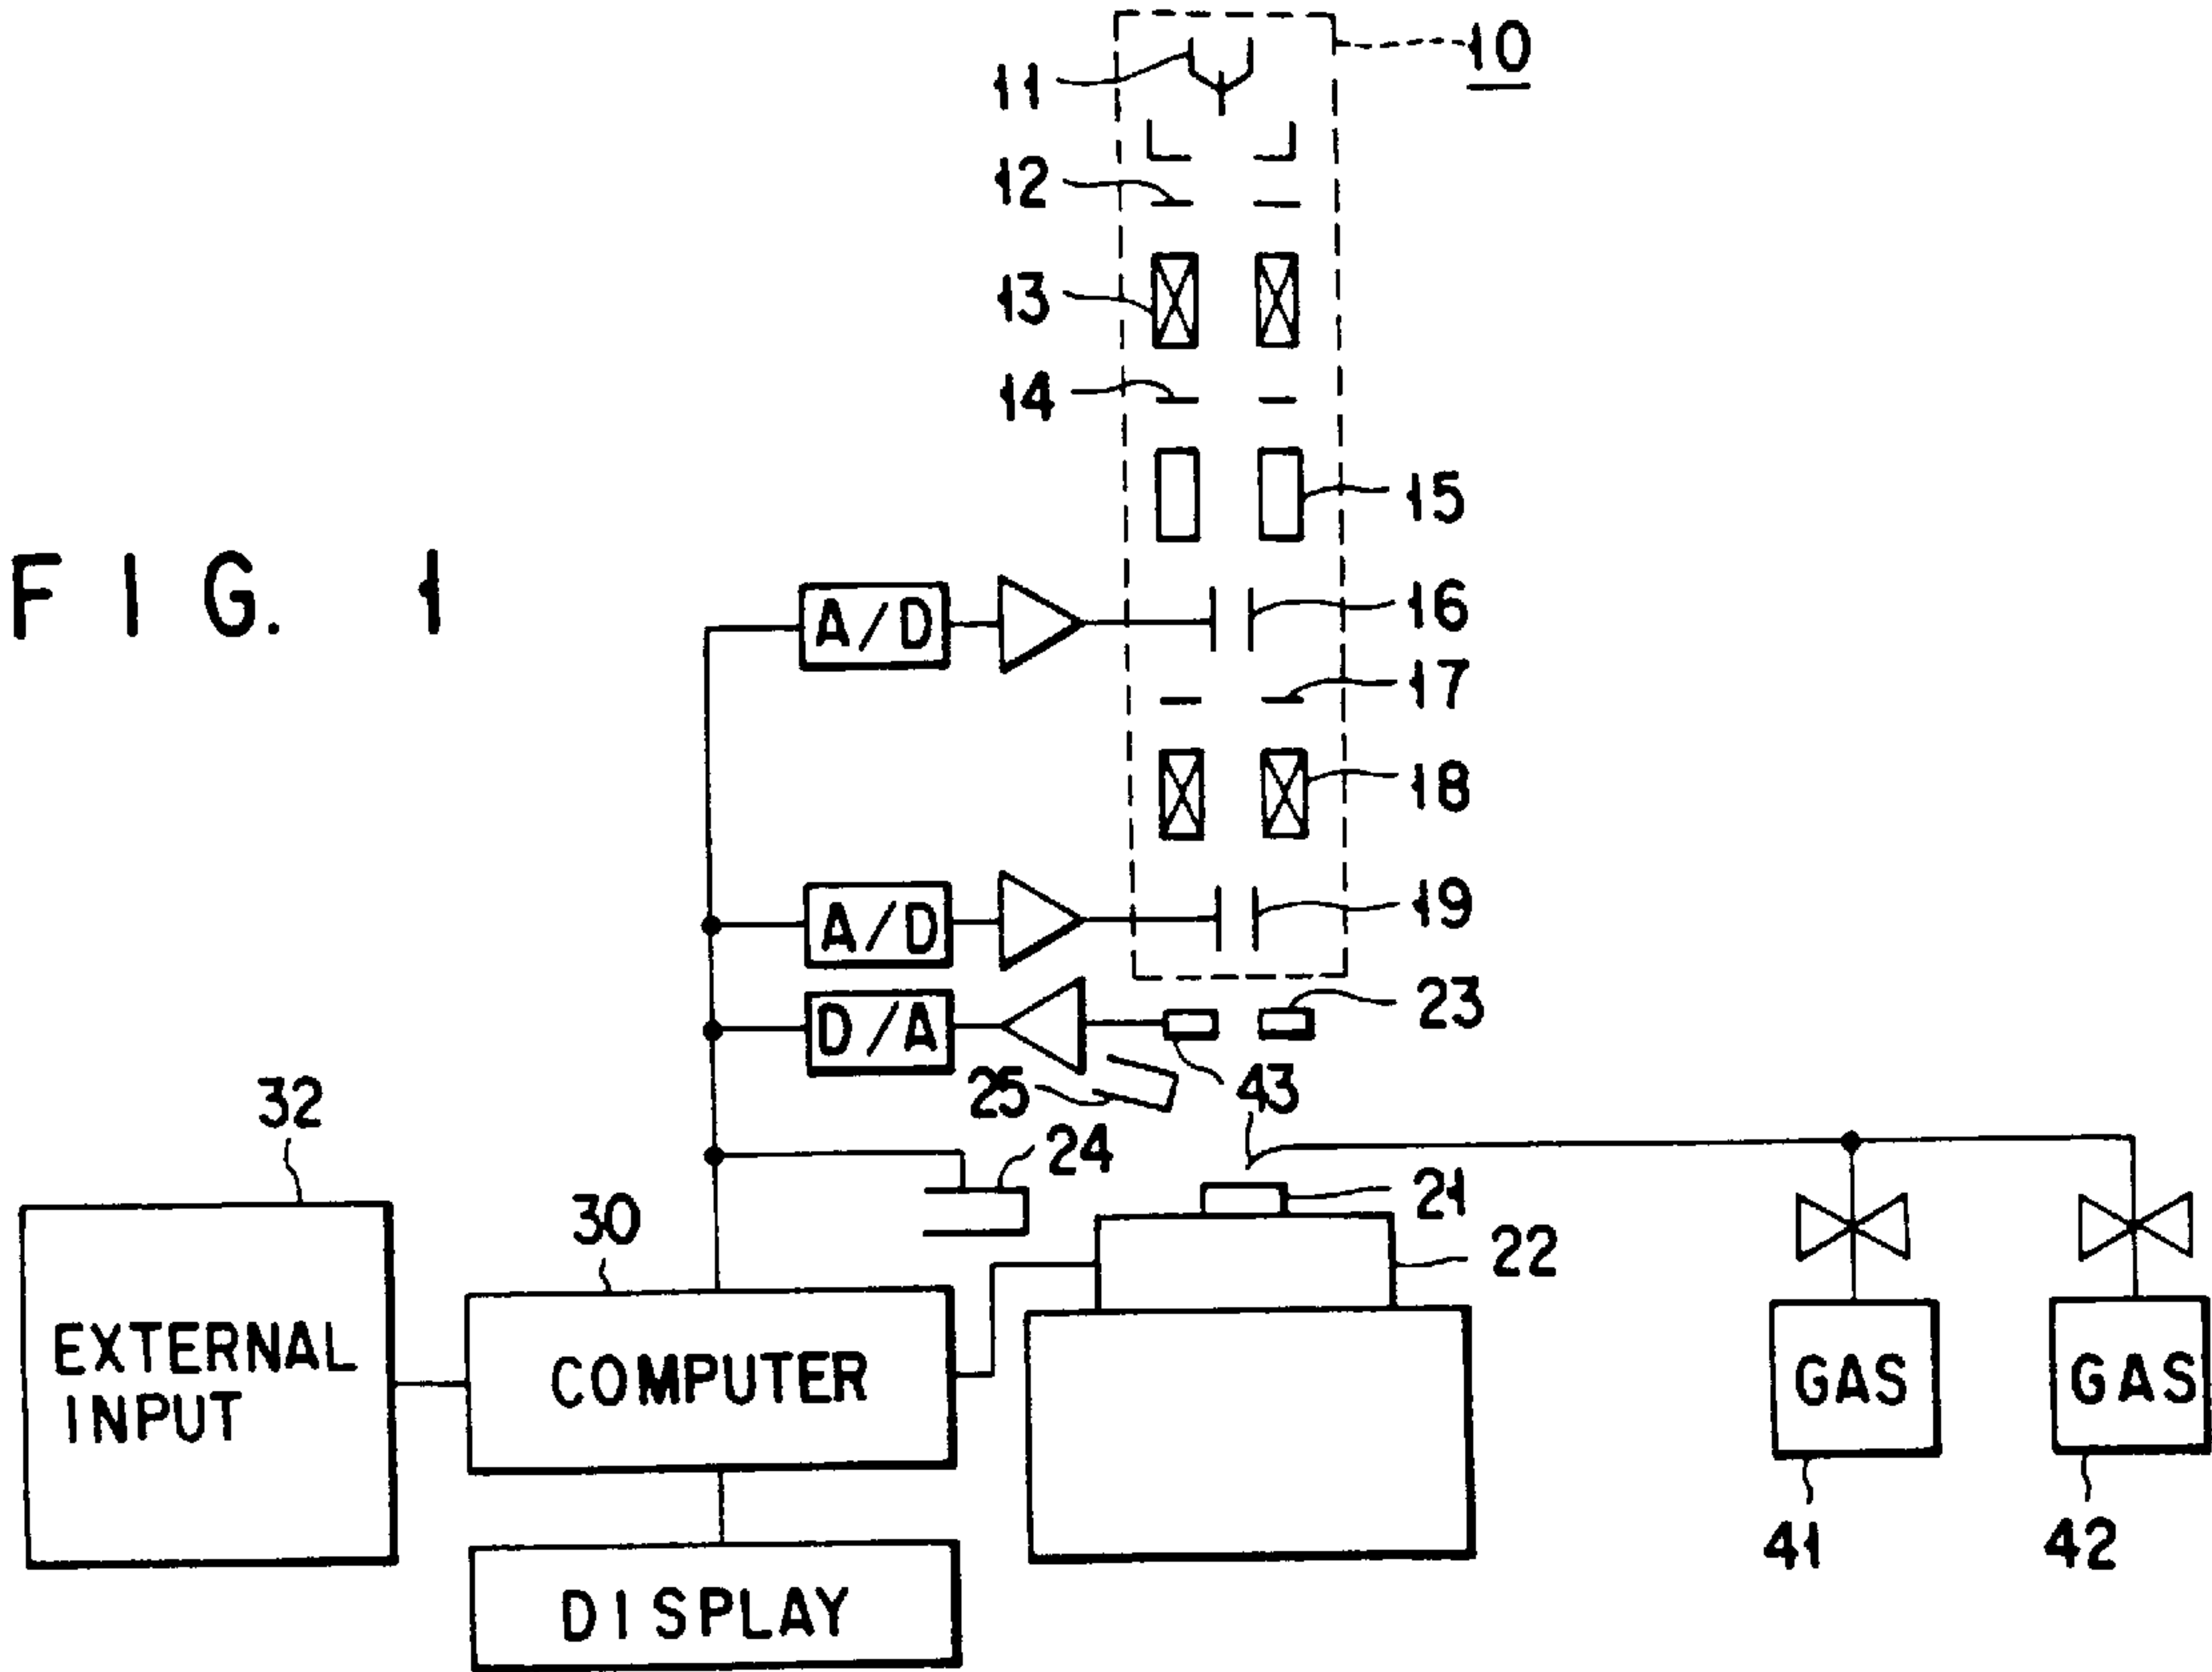 10
11
12
13
14
15
FIG. 1
A/D
16
17
18
A/D
19
D/A
23
25
43
32
24
30
21
22
EXTERNAL
INPUT
COMPUTER
GAS
GAS
41
42
DISPLAY